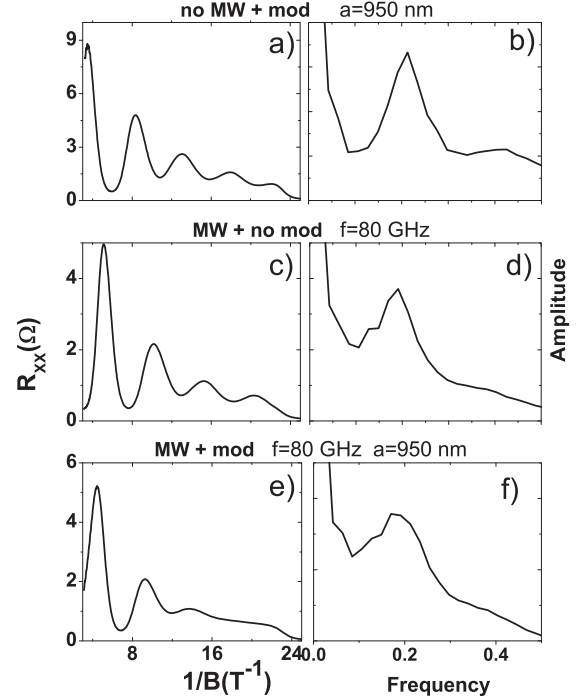 no MW + mod a=950 nm
a) b)
9
6
3
0
MW + no mod f=80 GHz
c) d)
4
2
0
R_xx(Ω)
Amplitude
MW + mod f=80 GHz a=950 nm
e) f)
6
4
2
0
8 16 24 0.0 0.2 0.4
1/B(T⁻¹) Frequency